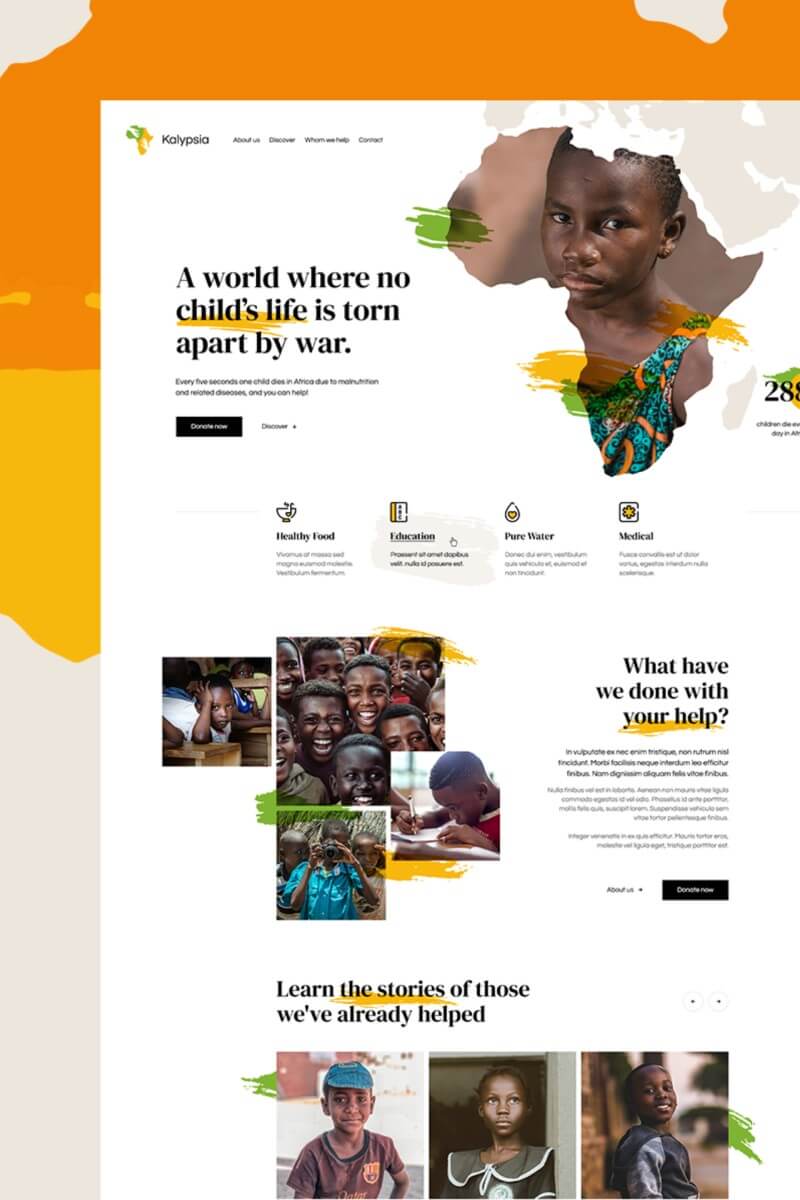 Kalypsia
About us Discover Whom we help Contact
A world where no
child's life is torn
apart by war.
Every five seconds one child dies in Africa due to malnutrition
and related diseases, and you can help!
Donate now Discover
288
children die eve
day in Afr
Healthy Food
Vivamus at massa sed
magna euismod molestie.
Vestibulum fermentum.
Education
Praesent sit amet dapibus
velit. nulla id posuere est.
Pure Water
Donec dui enim, vestibulum
quis vehicula et, euismod et
non tincidunt.
Medical
Fusce convallis est ut dolor
varius, egestas interdum nulla
scelerisque.
What have
we done with
your help?
In vulputate ex nec enim tristique, non rutrum nisl
tincidunt. Morbi facilisis neque interdum leo efficitur
finibus. Nam dignissim aliquam felis vitae finibus.
Nulla finibus vel est in lobortis. Aenean non mauris vitae ligula
commodo egestas id vel odio. Phasellus id ante porttitor,
mollis felis quis, suscipit lorem. Suspendisse vehicula sem
vitae tortor pellentesque finibus.
Integer venenatis in ex quis efficitur. Mauris tortor eros,
molestie vel ligula eget, tristique porttitor est.
About us Donate now
Learn the stories of those
we've already helped